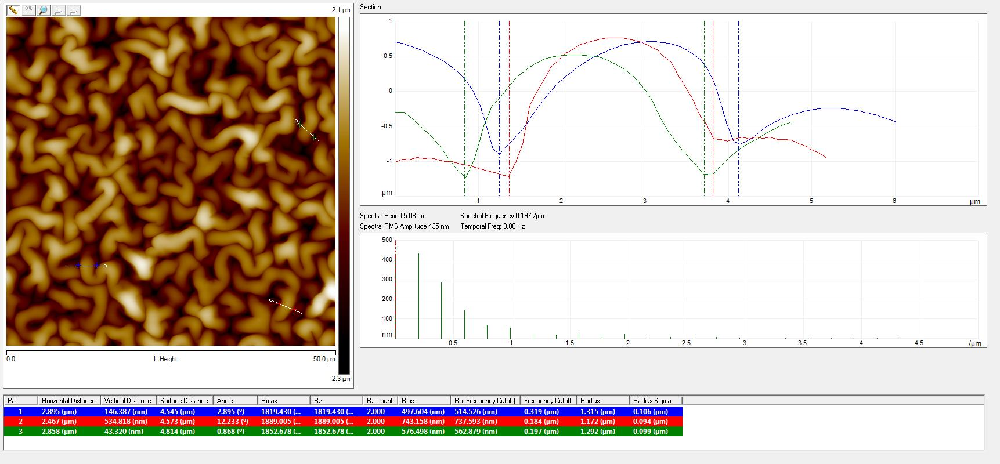 2.1 µm
0.0
1: Height
50.0 µm
-2.3 µm
Section
1
0.5
0
-0.5
-1
µm
1
2
3
4
5
6
µm
Spectral Period 5.08 µm
Spectral Frequency 0.197 /µm
Spectral RMS Amplitude 435 nm
Temporal Freq: 0.00 Hz
500
400
300
200
100
nm
0.5
1
1.5
2
2.5
3
3.5
4
4.5
/µm
Pair Horizontal Distance Vertical Distance Surface Distance Angle Rmax Rz Rz Count Rms Ra (Freguency Cutoff) Frequency Cutoff Radius Radius Sigma
1 2.895 (µm) 146.387 (nm) 4.545 (µm) 2.895 (º) 1819.430 (... 1819.430 (... 2.000 497.604 (nm) 514.526 (nm) 0.319 (µm) 1.315 (µm) 0.106 (µm)
2 2.467 (µm) 534.818 (nm) 4.573 (µm) 12.233 (º) 1889.005 (... 1889.005 (... 2.000 743.158 (nm) 737.593 (nm) 0.184 (µm) 1.172 (µm) 0.094 (µm)
3 2.858 (µm) 43.320 (nm) 4.814 (µm) 0.868 (º) 1852.678 (... 1852.678 (... 2.000 576.498 (nm) 562.879 (nm) 0.197 (µm) 1.292 (µm) 0.099 (µm)